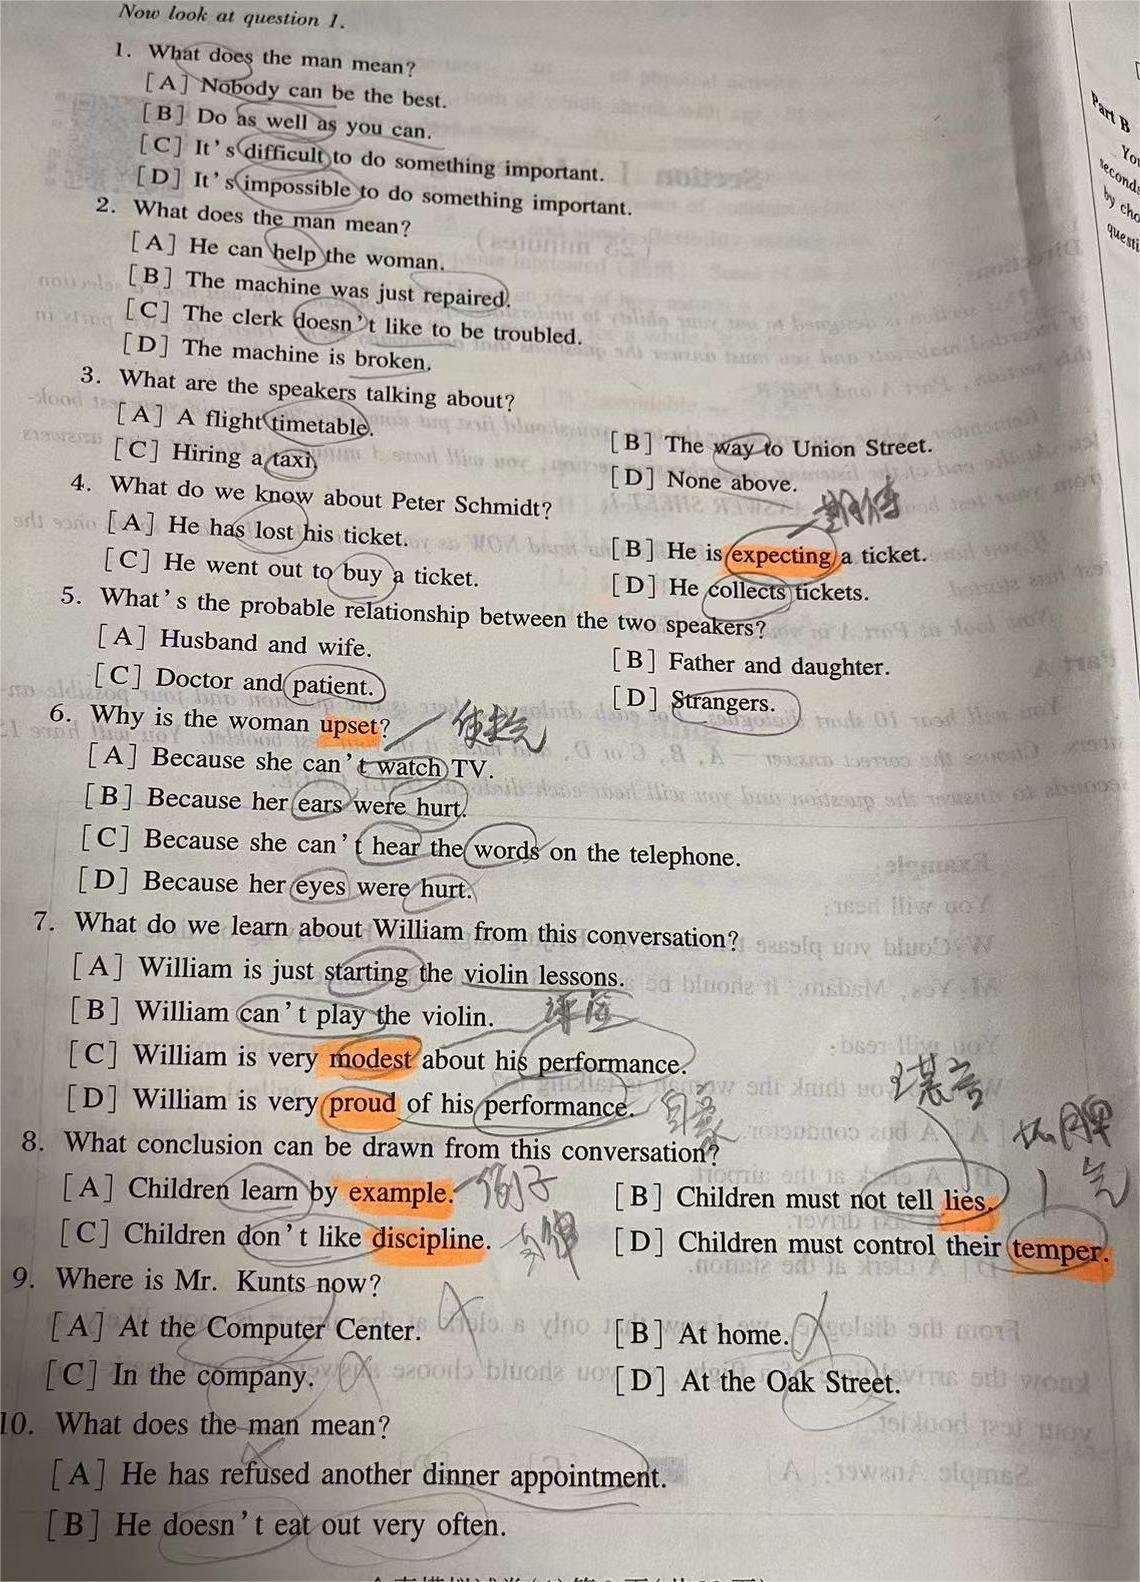 Now look at question 1.
1. What does the man mean?
[A] Nobody can be the best.
[B] Do as well as you can.
[C] It's difficult to do something important.
[D] It's impossible to do something important.
2. What does the man mean?
[A] He can help the woman.
[B] The machine was just repaired.
[C] The clerk doesn't like to be troubled.
[D] The machine is broken.
3. What are the speakers talking about?
[A] A flight timetable.
[B] The way to Union Street.
[C] Hiring a taxi.
[D] None above.
4. What do we know about Peter Schmidt?
期待
[A] He has lost his ticket.
[B] He is expecting a ticket.
[C] He went out to buy a ticket.
[D] He collects tickets.
5. What's the probable relationship between the two speakers?
[A] Husband and wife.
[B] Father and daughter.
[C] Doctor and patient.
[D] Strangers.
6. Why is the woman upset?
[A] Because she can't watch TV.
[B] Because her ears were hurt.
[C] Because she can't hear the words on the telephone.
[D] Because her eyes were hurt.
7. What do we learn about William from this conversation?
[A] William is just starting the violin lessons.
[B] William can't play the violin.
[C] William is very modest about his performance.
[D] William is very proud of his performance.
8. What conclusion can be drawn from this conversation?
[A] Children learn by example.
例子
[B] Children must not tell lies.
[C] Children don't like discipline.
[D] Children must control their temper.
9. Where is Mr. Kunts now?
[A] At the Computer Center.
[B] At home.
[C] In the company.
[D] At the Oak Street.
10. What does the man mean?
[A] He has refused another dinner appointment.
[B] He doesn't eat out very often.
Part B
You
seconds
by cho
questi